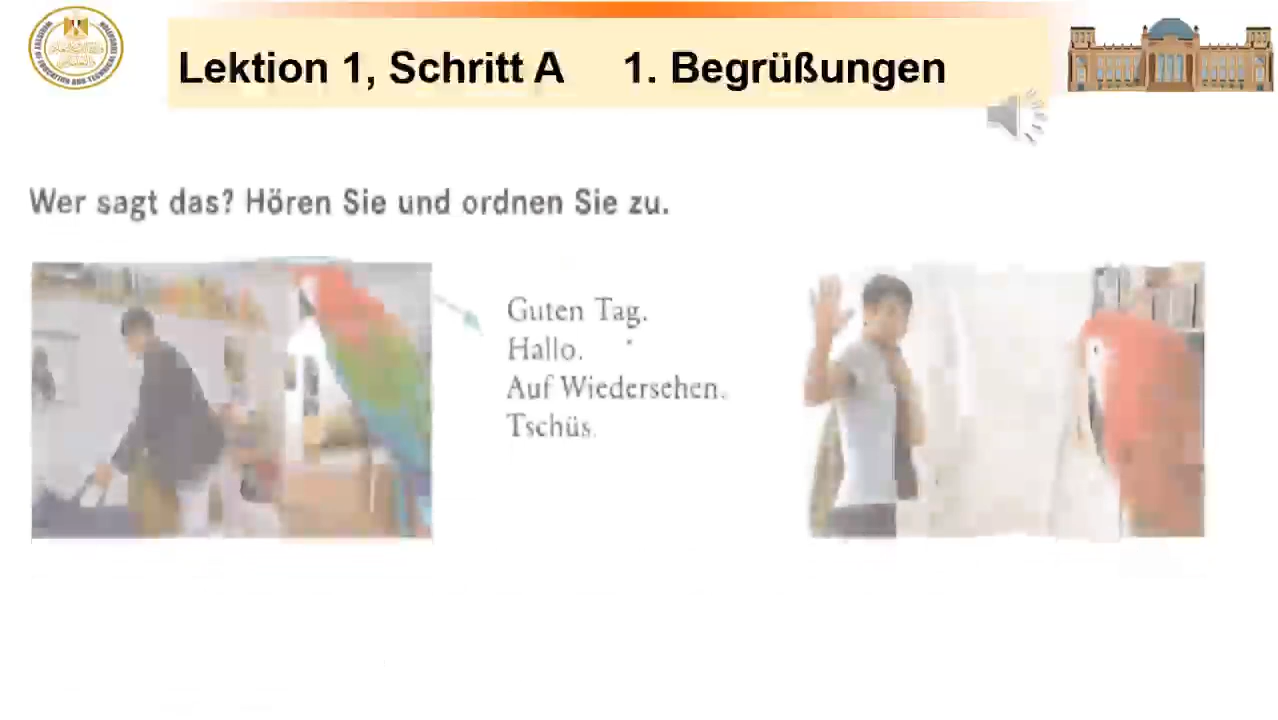 Lektion 1, Schritt A 1. Begrüßungen
Wer sagt das? Hören Sie und ordnen Sie zu.
Guten Tag.
Hallo.
Auf Wiedersehen.
Tschüs.